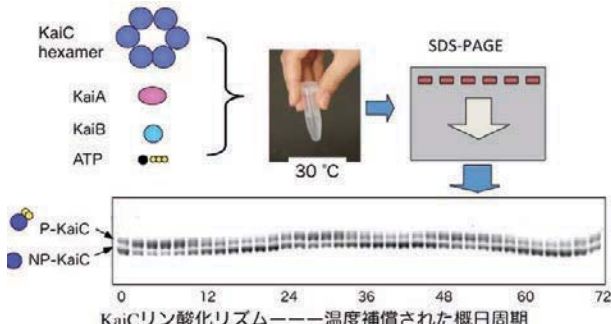 KaiC
hexamer
KaiA
KaiB
ATP
30 °C
SDS-PAGE
P-KaiC
NP-KaiC
0 12 24 36 48 60 72
KaiCリン酸化リズムーーー温度補償された概日周期